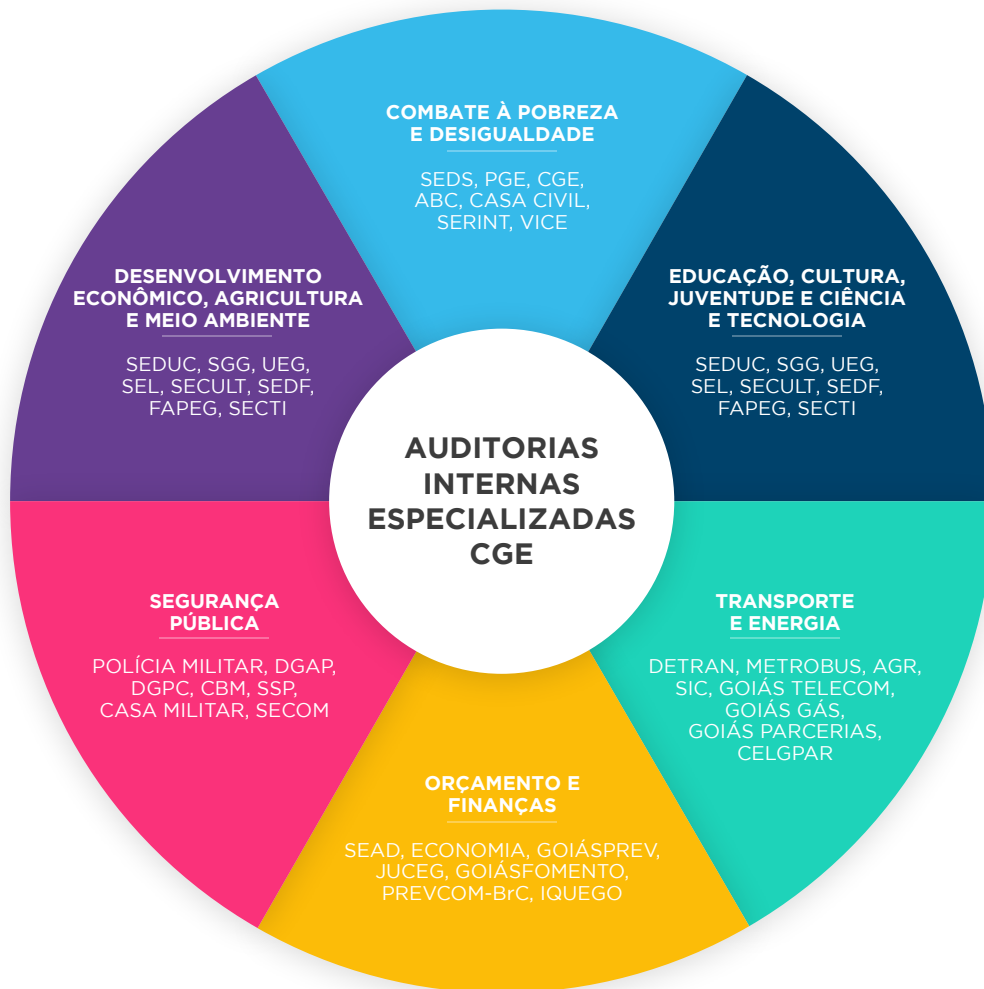 COMBATE À POBREZA
E DESIGUALDADE
SEDS, PGE, CGE,
ABC, CASA CIVIL,
SERINT, VICE
EDUCAÇÃO, CULTURA,
JUVENTUDE E CIÊNCIA
E TECNOLOGIA
SEDUC, SGG, UEG,
SEL, SECULT, SEDF,
FAPEG, SECTI
TRANSPORTE
E ENERGIA
DETRAN, METROBUS, AGR,
SIC, GOIÁS TELECOM,
GOIÁS GÁS,
GOIÁS PARCERIAS,
CELGPAR
ORÇAMENTO E
FINANÇAS
SEAD, ECONOMIA, GOIÁSPREV,
JUCEG, GOIÁSFOMENTO,
PREVCOM-BrC, IQUEGO
SEGURANÇA
PÚBLICA
POLÍCIA MILITAR, DGAP,
DGPC, CBM, SSP,
CASA MILITAR, SECOM
DESENVOLVIMENTO
ECONÔMICO, AGRICULTURA
E MEIO AMBIENTE
SEDUC, SGG, UEG,
SEL, SECULT, SEDF,
FAPEG, SECTI
AUDITORIAS
INTERNAS
ESPECIALIZADAS
CGE